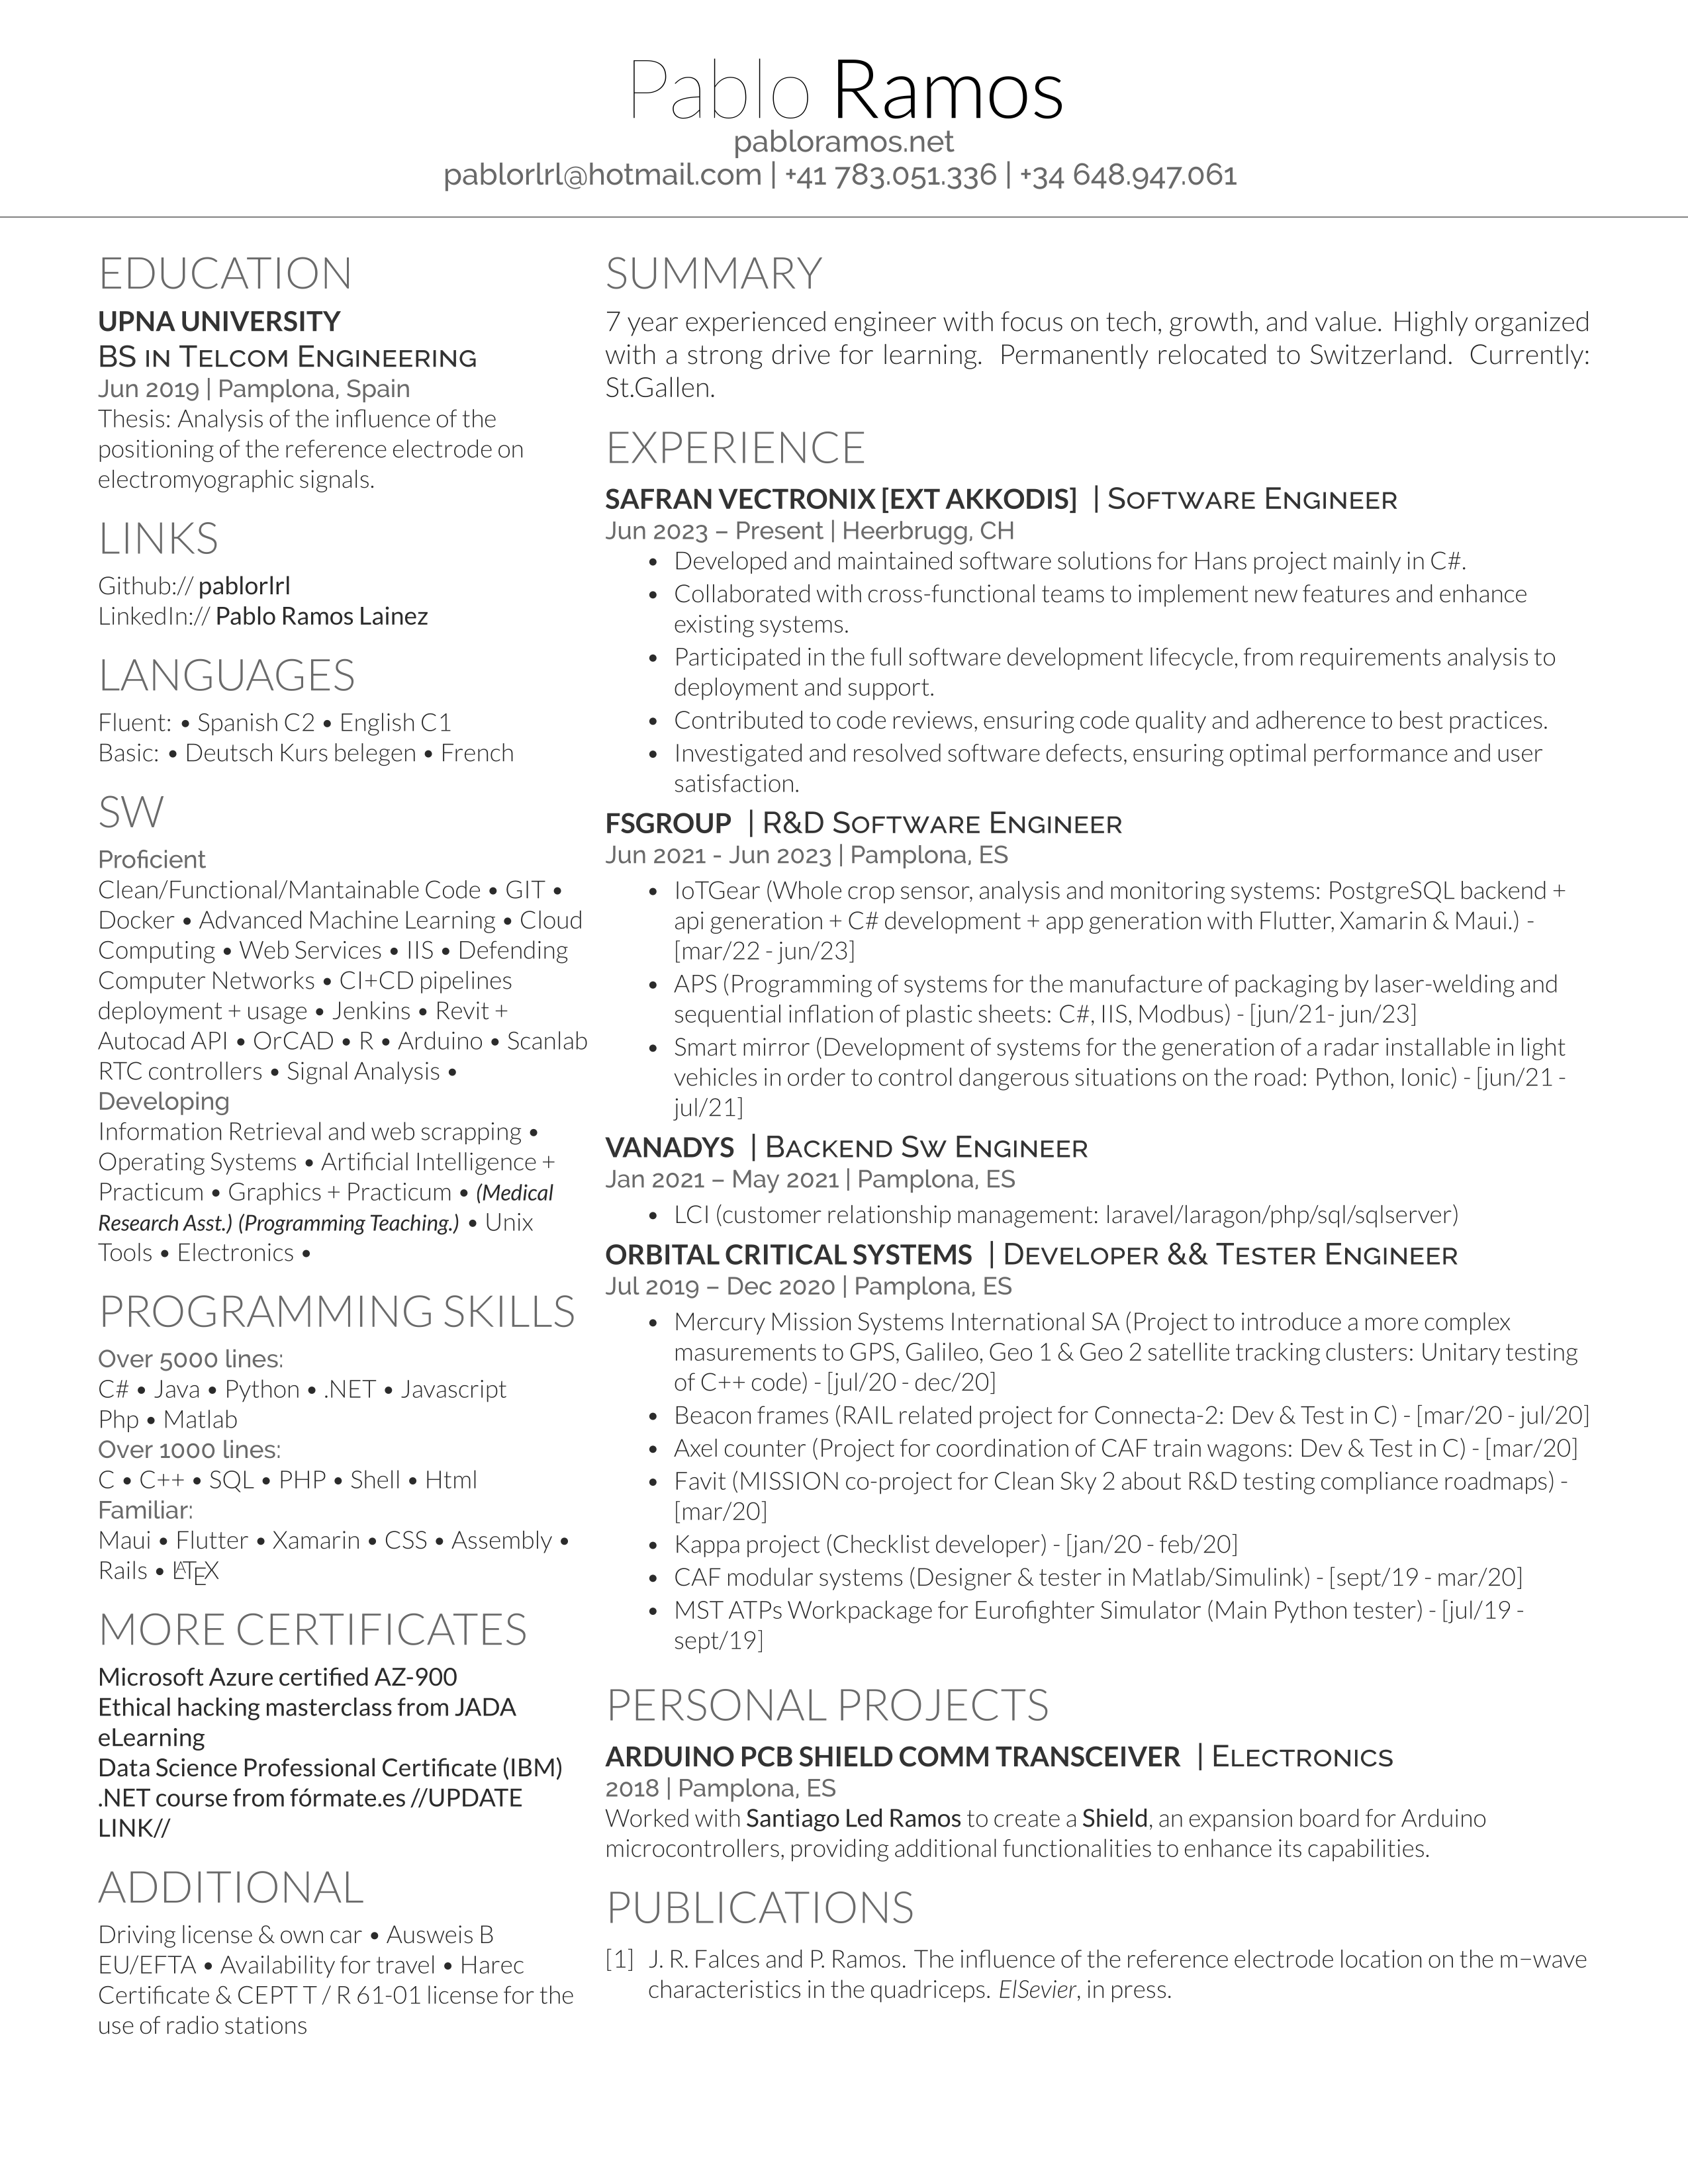 Pablo Ramos
pabloramos.net
pablorlrl@hotmail.com | +41 783.051.336 | +34 648.947.061
EDUCATION
UPNA UNIVERSITY
BS IN TELCOM ENGINEERING
Jun 2019 | Pamplona, Spain
Thesis: Analysis of the influence of the
positioning of the reference electrode on
electromyographic signals.
LINKS
Github:// pablorlrl
LinkedIn:// Pablo Ramos Lainez
LANGUAGES
Fluent: • Spanish C2 • English C1
Basic: • Deutsch Kurs belegen • French
SW
Proficient
Clean/Functional/Mantainable Code • GIT •
Docker • Advanced Machine Learning • Cloud
Computing • Web Services • IIS • Defending
Computer Networks • CI+CD pipelines
deployment + usage • Jenkins • Revit +
Autocad API • OrCAD • R • Arduino • Scanlab
RTC controllers • Signal Analysis •
Developing
Information Retrieval and web scrapping •
Operating Systems • Artificial Intelligence +
Practicum • Graphics + Practicum • (Medical
Research Asst.) (Programming Teaching.) • Unix
Tools • Electronics •
PROGRAMMING SKILLS
Over 5000 lines:
C# • Java • Python • .NET • Javascript
Php • Matlab
Over 1000 lines:
C • C++ • SQL • PHP • Shell • Html
Familiar:
Maui • Flutter • Xamarin • CSS • Assembly •
Rails • LATEX
MORE CERTIFICATES
Microsoft Azure certified AZ-900
Ethical hacking masterclass from JADA
eLearning
Data Science Professional Certificate (IBM)
.NET course from fórmate.es //UPDATE
LINK//
ADDITIONAL
Driving license & own car • Ausweis B
EU/EFTA • Availability for travel • Harec
Certificate & CEPT T / R 61-01 license for the
use of radio stations
SUMMARY
7 year experienced engineer with focus on tech, growth, and value. Highly organized
with a strong drive for learning. Permanently relocated to Switzerland. Currently:
St.Gallen.
EXPERIENCE
SAFRAN VECTRONIX [EXT AKKODIS] | SOFTWARE ENGINEER
Jun 2023 – Present | Heerbrugg, CH
• Developed and maintained software solutions for Hans project mainly in C#.
• Collaborated with cross-functional teams to implement new features and enhance
existing systems.
• Participated in the full software development lifecycle, from requirements analysis to
deployment and support.
• Contributed to code reviews, ensuring code quality and adherence to best practices.
• Investigated and resolved software defects, ensuring optimal performance and user
satisfaction.
FSGROUP | R&D SOFTWARE ENGINEER
Jun 2021 - Jun 2023 | Pamplona, ES
• IoTGear (Whole crop sensor, analysis and monitoring systems: PostgreSQL backend +
api generation + C# development + app generation with Flutter, Xamarin & Maui.) -
[mar/22 - jun/23]
• APS (Programming of systems for the manufacture of packaging by laser-welding and
sequential inflation of plastic sheets: C#, IIS, Modbus) - [jun/21- jun/23]
• Smart mirror (Development of systems for the generation of a radar installable in light
vehicles in order to control dangerous situations on the road: Python, Ionic) - [jun/21 -
jul/21]
VANADYS | BACKEND SW ENGINEER
Jan 2021 – May 2021 | Pamplona, ES
• LCI (customer relationship management: laravel/laragon/php/sql/sqlserver)
ORBITAL CRITICAL SYSTEMS | DEVELOPER && TESTER ENGINEER
Jul 2019 – Dec 2020 | Pamplona, ES
• Mercury Mission Systems International SA (Project to introduce a more complex
masurements to GPS, Galileo, Geo 1 & Geo 2 satellite tracking clusters: Unitary testing
of C++ code) - [jul/20 - dec/20]
• Beacon frames (RAIL related project for Connecta-2: Dev & Test in C) - [mar/20 - jul/20]
• Axel counter (Project for coordination of CAF train wagons: Dev & Test in C) - [mar/20]
• Favit (MISSION co-project for Clean Sky 2 about R&D testing compliance roadmaps) -
[mar/20]
• Kappa project (Checklist developer) - [jan/20 - feb/20]
• CAF modular systems (Designer & tester in Matlab/Simulink) - [sept/19 - mar/20]
• MST ATPs Workpackage for Eurofighter Simulator (Main Python tester) - [jul/19 -
sept/19]
PERSONAL PROJECTS
ARDUINO PCB SHIELD COMM TRANSCEIVER | ELECTRONICS
2018 | Pamplona, ES
Worked with Santiago Led Ramos to create a Shield, an expansion board for Arduino
microcontrollers, providing additional functionalities to enhance its capabilities.
PUBLICATIONS
[1] J. R. Falces and P. Ramos. The influence of the reference electrode location on the m−wave
characteristics in the quadriceps. ElSevier, in press.